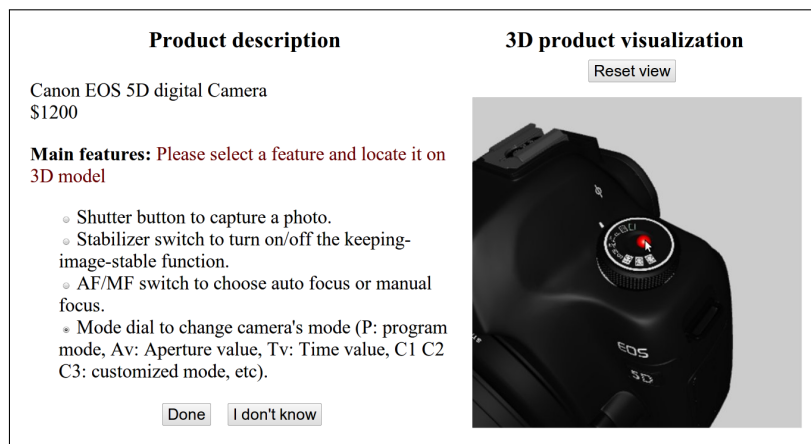 Product description
Canon EOS 5D digital Camera
$1200
Main features: Please select a feature and locate it on
3D model
Shutter button to capture a photo.
Stabilizer switch to turn on/off the keeping-
image-stable function.
AF/MF switch to choose auto focus or manual
focus.
Mode dial to change camera's mode (P: program
mode, Av: Aperture value, Tv: Time value, C1 C2
C3: customized mode, etc).
Done
I don't know
3D product visualization
Reset view
EOS
5D